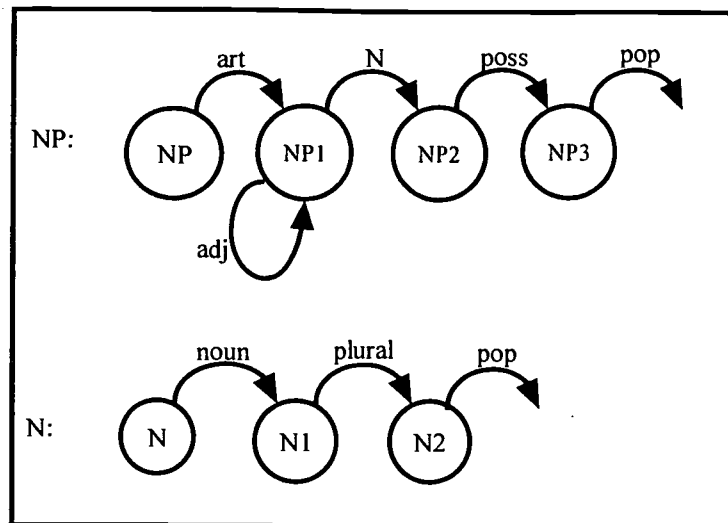 art N poss pop
NP: NP NP1 NP2 NP3
adj
noun plural pop
N: N N1 N2